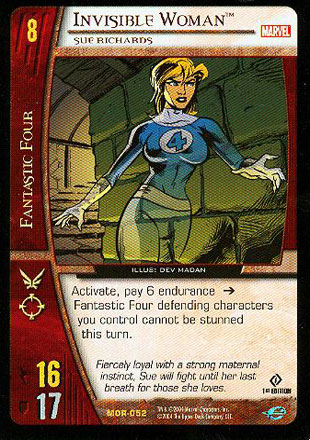 8
INVISIBLE WOMAN™
SUE RICHARDS
MARVEL
FANTASTIC FOUR
4
ILLUS: DEV MADAN
Activate, pay 6 endurance →
Fantastic Four defending characters
you control cannot be stunned
this turn.
Fiercely loyal with a strong maternal
instinct, Sue will fight until her last
breath for those she loves.
16
17
MOR-052
1ST EDITION